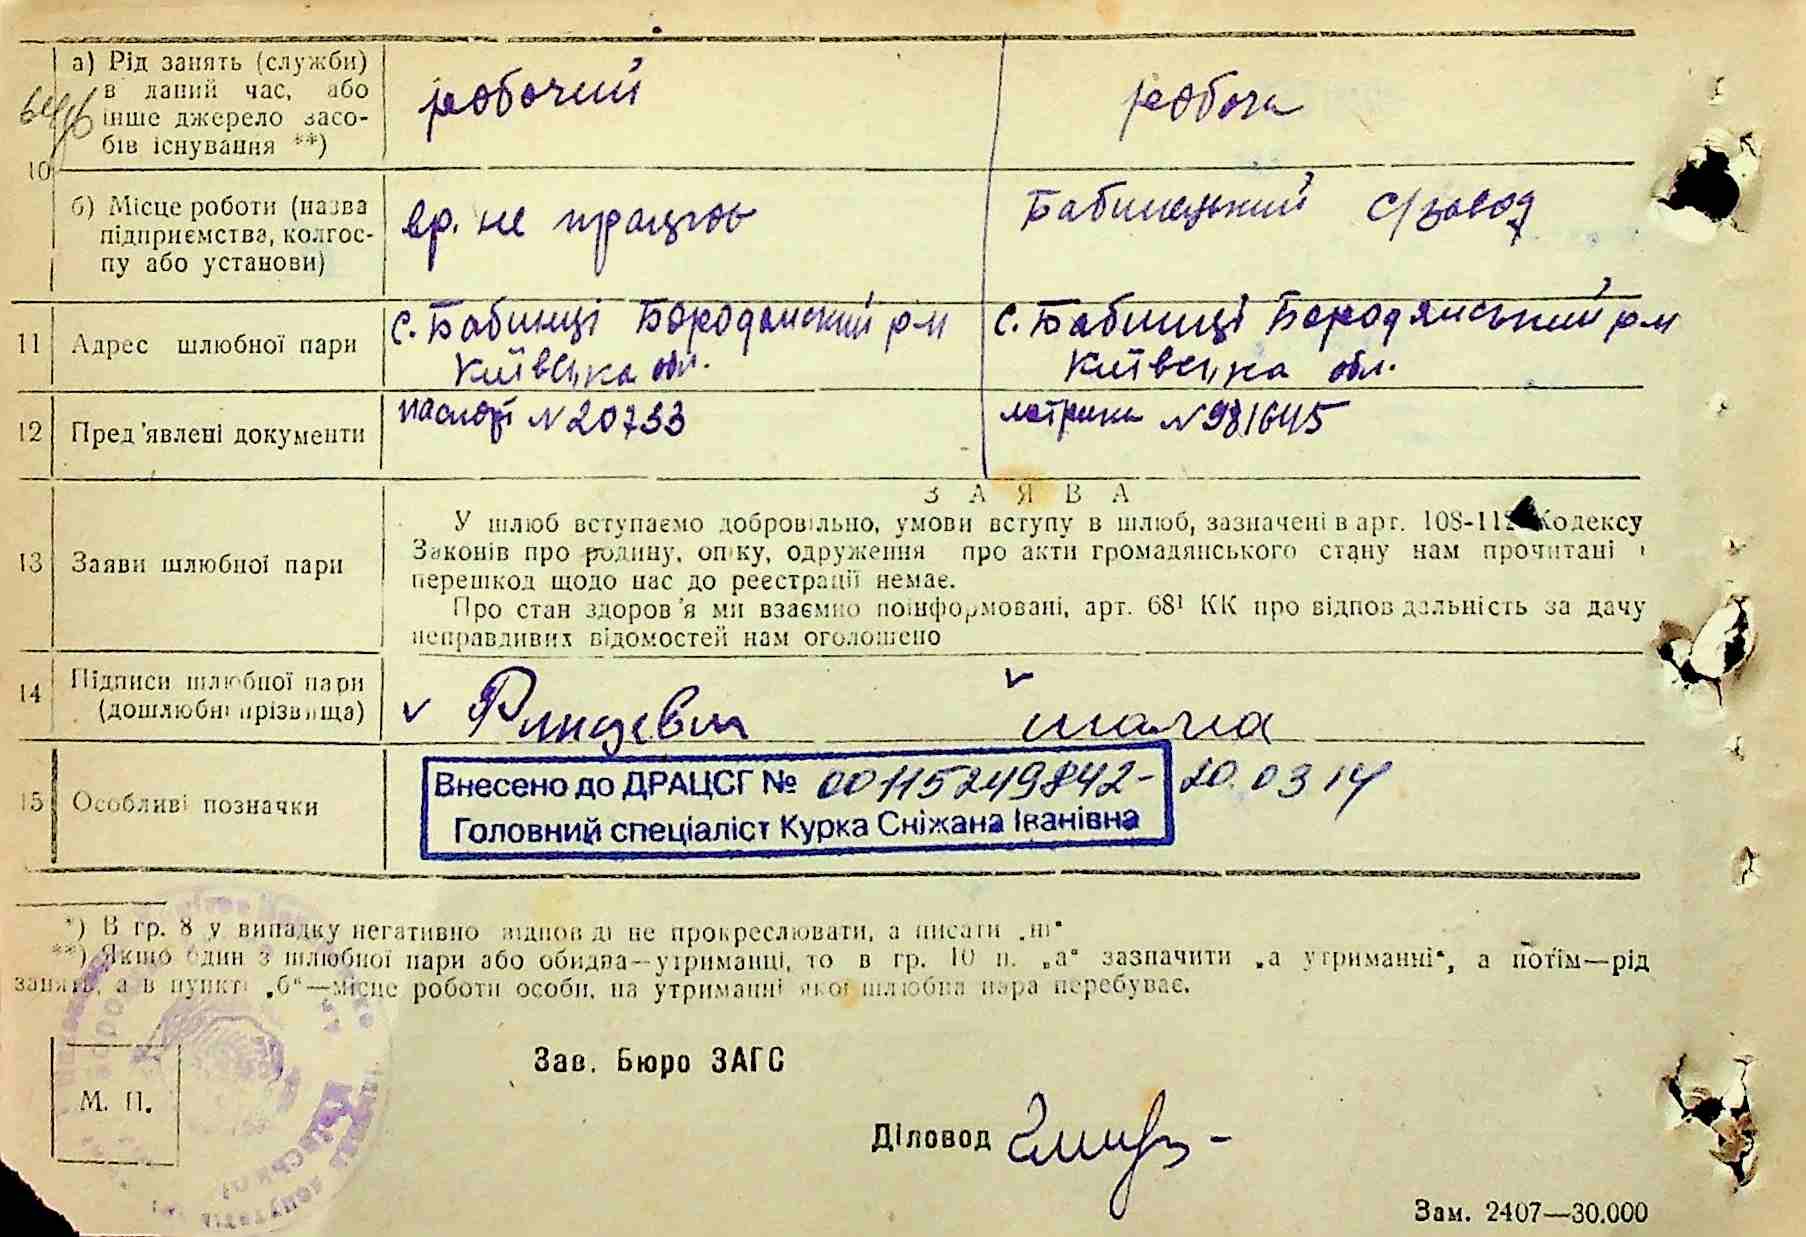 а) Рід занять (служби) в даний час, або інше джерело засобів існування **)
робочий
робоча
10
б) Місце роботи (назва підприємства, колгоспу або установи)
вр. не працює
Бабинецький с/завод
11 Адрес шлюбної пари
с. Бабинці Бородянський р-н
Київська обл.
с. Бабинці Бородянський р-н
Київська обл.
12 Пред'явлені документи
паспорт № 20733
метрика № 981645
ЗАЯВА
13 Заяви шлюбної пари
У шлюб вступаємо добровільно, умови вступу в шлюб, зазначені в арт. 108-112 Кодексу
Законів про родину, опіку, одруження про акти громадянського стану нам прочитані і
перешкод щодо нас до реєстрації немає.
Про стан здоров'я ми взаємно поінформовані, арт. 68¹ КК про відповідальність за дачу
неправдивих відомостей нам оголошено
14 Підписи шлюбної пари (дошлюбні прізвища)
15 Особливі позначки
Внесено до ДРАЦСГ № 00115249842- 20.03 14
Головний спеціаліст Курка Сніжана Іванівна
*) В гр. 8 у випадку негативно відповіді не прокреслювати, а писати „ні“
**) Якщо один з шлюбної пари або обидва—утриманці, то в гр. 10 п. „а“ зазначити „а утриманні“, а потім—рід
занять, а в пункті „б“—місце роботи особи, на утриманні якої шлюбна пара перебуває.
Зав. Бюро ЗАГС
М. П.
Діловод
Зам. 2407—30.000